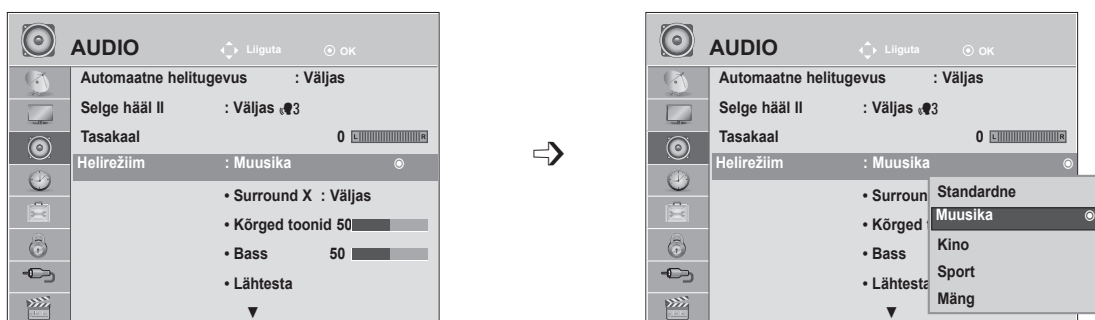 AUDIO Liiguta OK
Automaatne helitugevus : Väljas
Selge hääl II : Väljas 3
Tasakaal 0 L R
Helirežiim : Muusika
• Surround X : Väljas
• Kõrged toonid 50
• Bass 50
• Lähtesta
▼
AUDIO Liiguta OK
Automaatne helitugevus : Väljas
Selge hääl II : Väljas 3
Tasakaal 0 L R
Helirežiim : Muusika
• Surroun
• Kõrged
• Bass
• Lähtesta
▼
Standardne
Muusika
Kino
Sport
Mäng